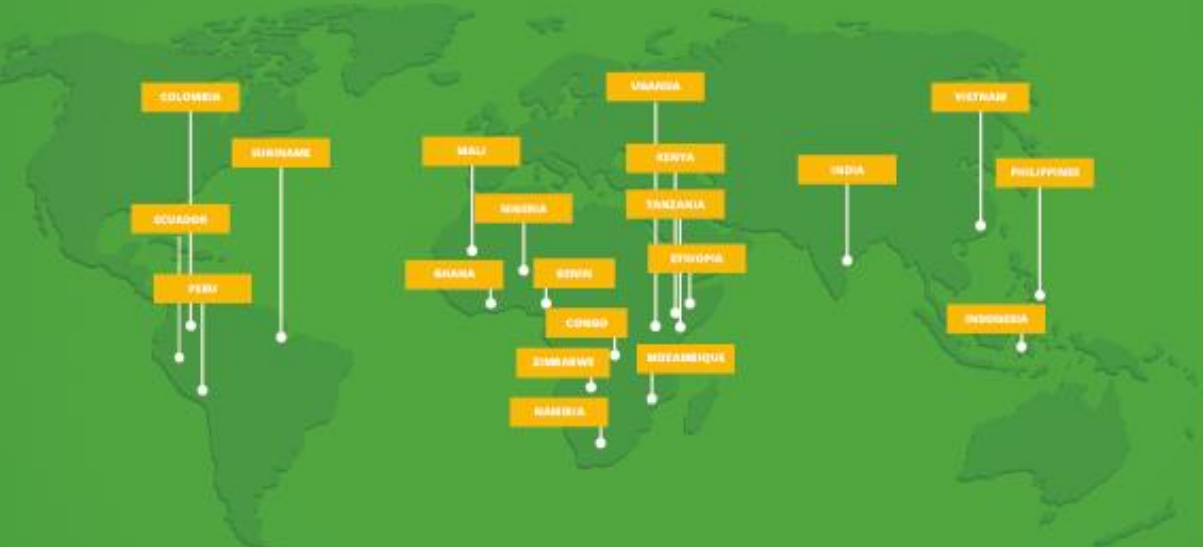 COLOMBIA
SURINAME
ECUADOR
PERU
MALI
NIGERIA
GHANA
BENIN
CONGO
ZIMBABWE
NAMIBIA
UGANDA
KENYA
TANZANIA
ETHIOPIA
MOZAMBIQUE
INDIA
VIETNAM
PHILIPPINES
INDONESIA